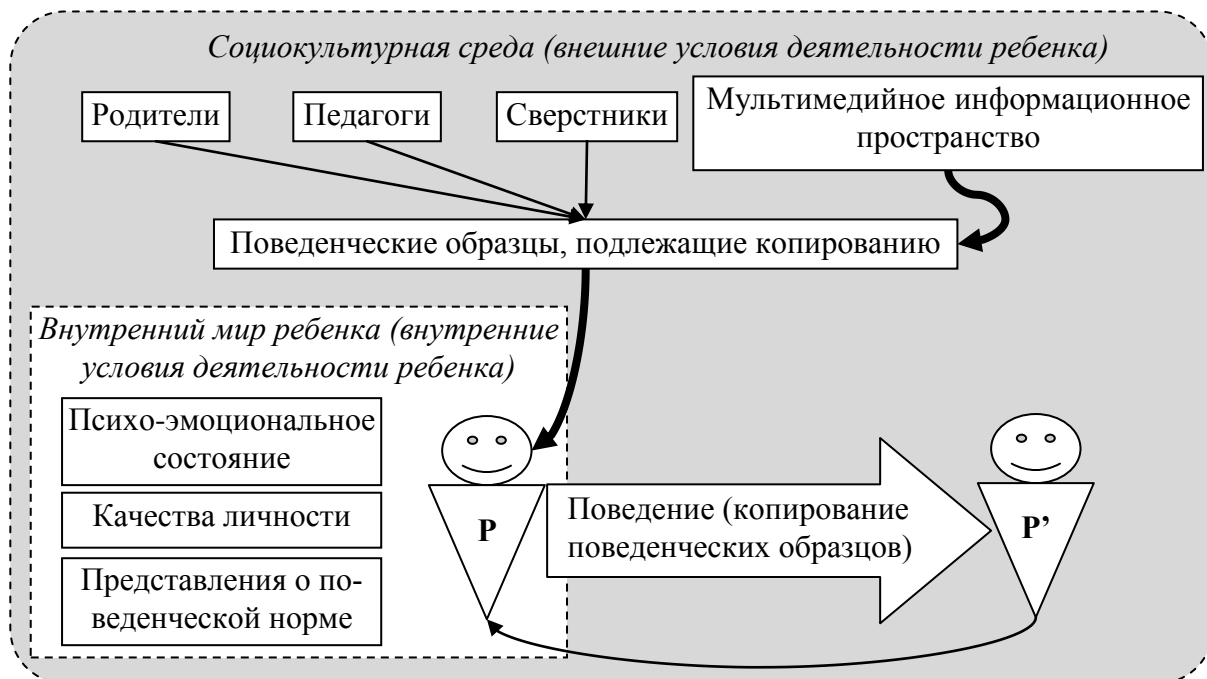 Социокультурная среда (внешние условия деятельности ребенка)
Родители
Педагоги
Сверстники
Мультимедийное информационное
пространство
Поведенческие образцы, подлежащие копированию
Внутренний мир ребенка (внутренние
условия деятельности ребенка)
Психо-эмоциональное
состояние
Качества личности
Представления о по-
веденческой норме
Р
Поведение (копирование
поведенческих образцов)
Р’